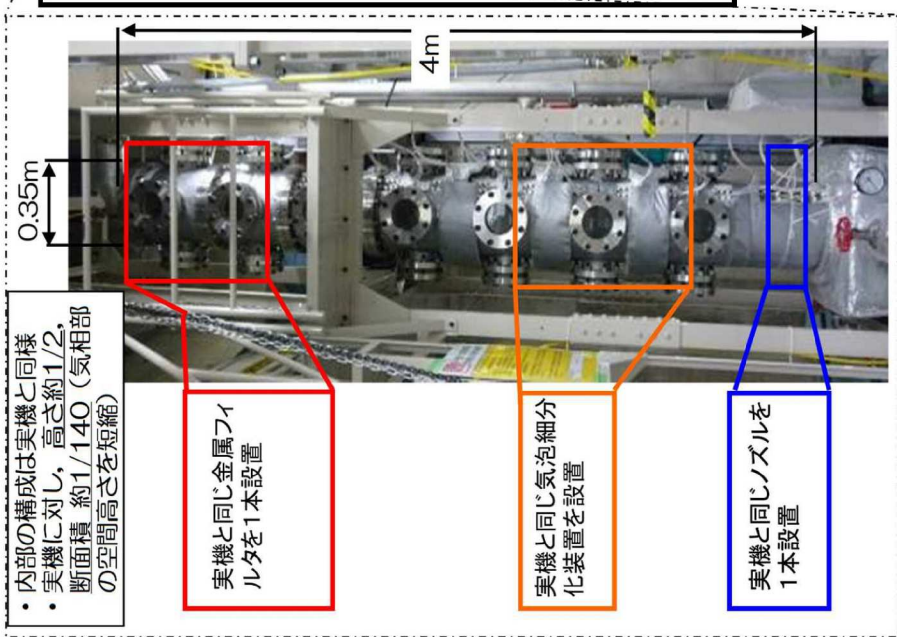 4m
0.35m
・内部の構成は実機と同様
・実機に対し，高さ約1/2，
断面積 約1/140（気相部
の空間高さを短縮）
実機と同じ金属フィ
ルタを1本設置
実機と同じ気泡細分
化装置を設置
実機と同じノズルを
1本設置